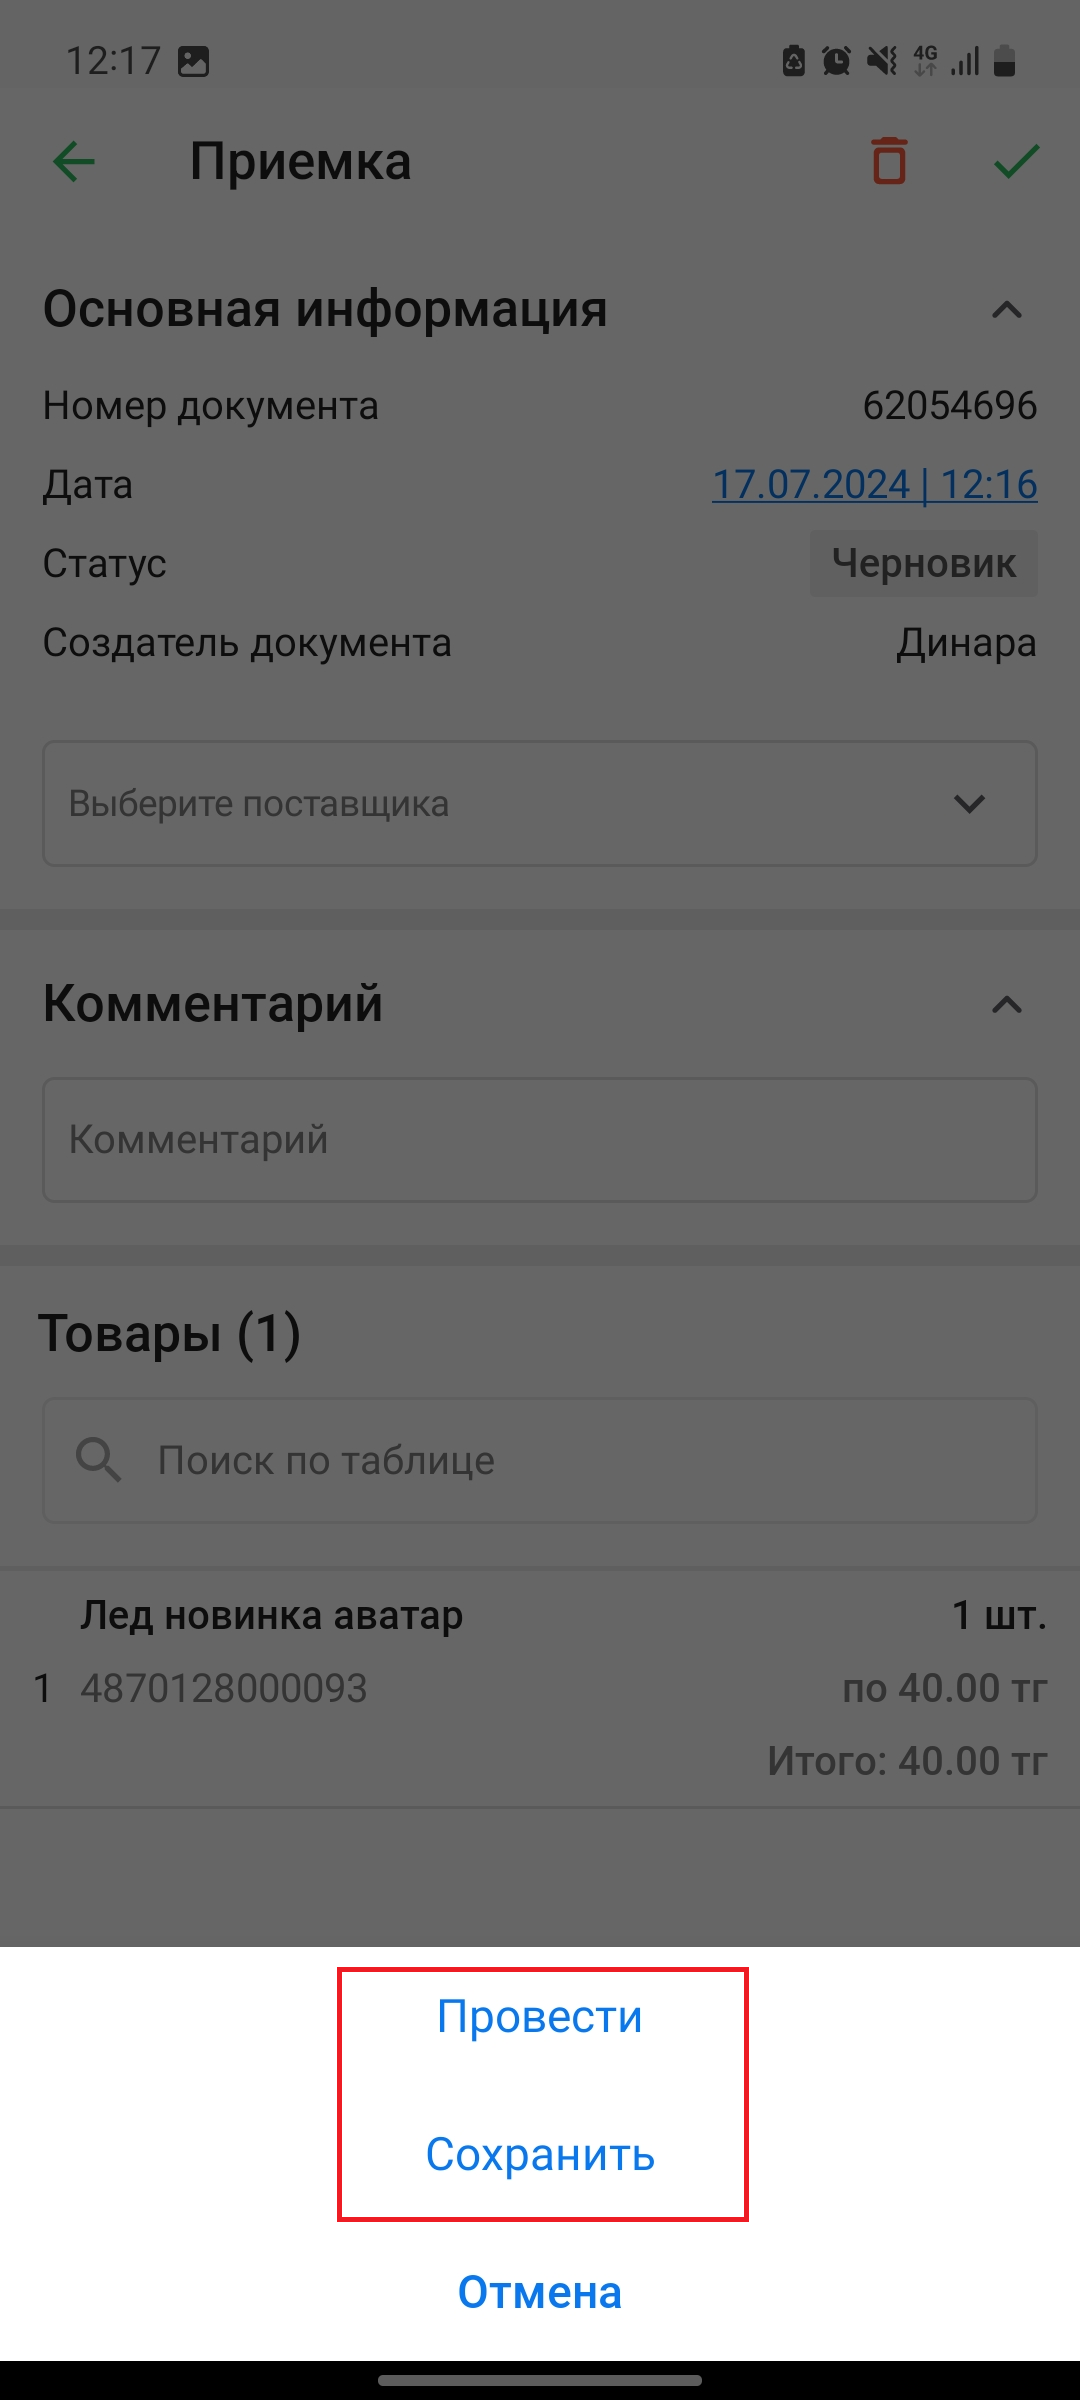 12:17 4G
Приемка
Основная информация
Номер документа 62054696
Дата 17.07.2024 | 12:16
Статус Черновик
Создатель документа Динара
Выберите поставщика
Комментарий
Комментарий
Товары (1)
Поиск по таблице
Лед новинка аватар 1 шт.
1 4870128000093 по 40.00 тг
Итого: 40.00 тг
Провести
Сохранить
Отмена